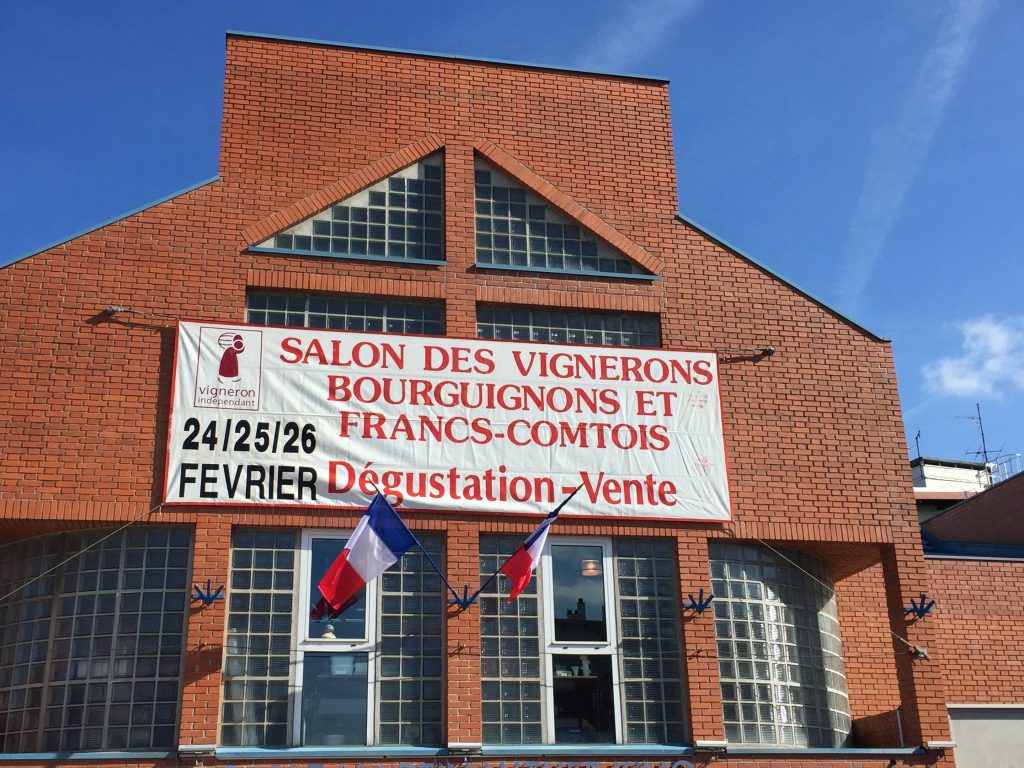 vigneron
indépendant
SALON DES VIGNERONS
BOURGUIGNONS ET
FRANCS-COMTOIS
24/25/26
FEVRIER
Dégustation-Vente